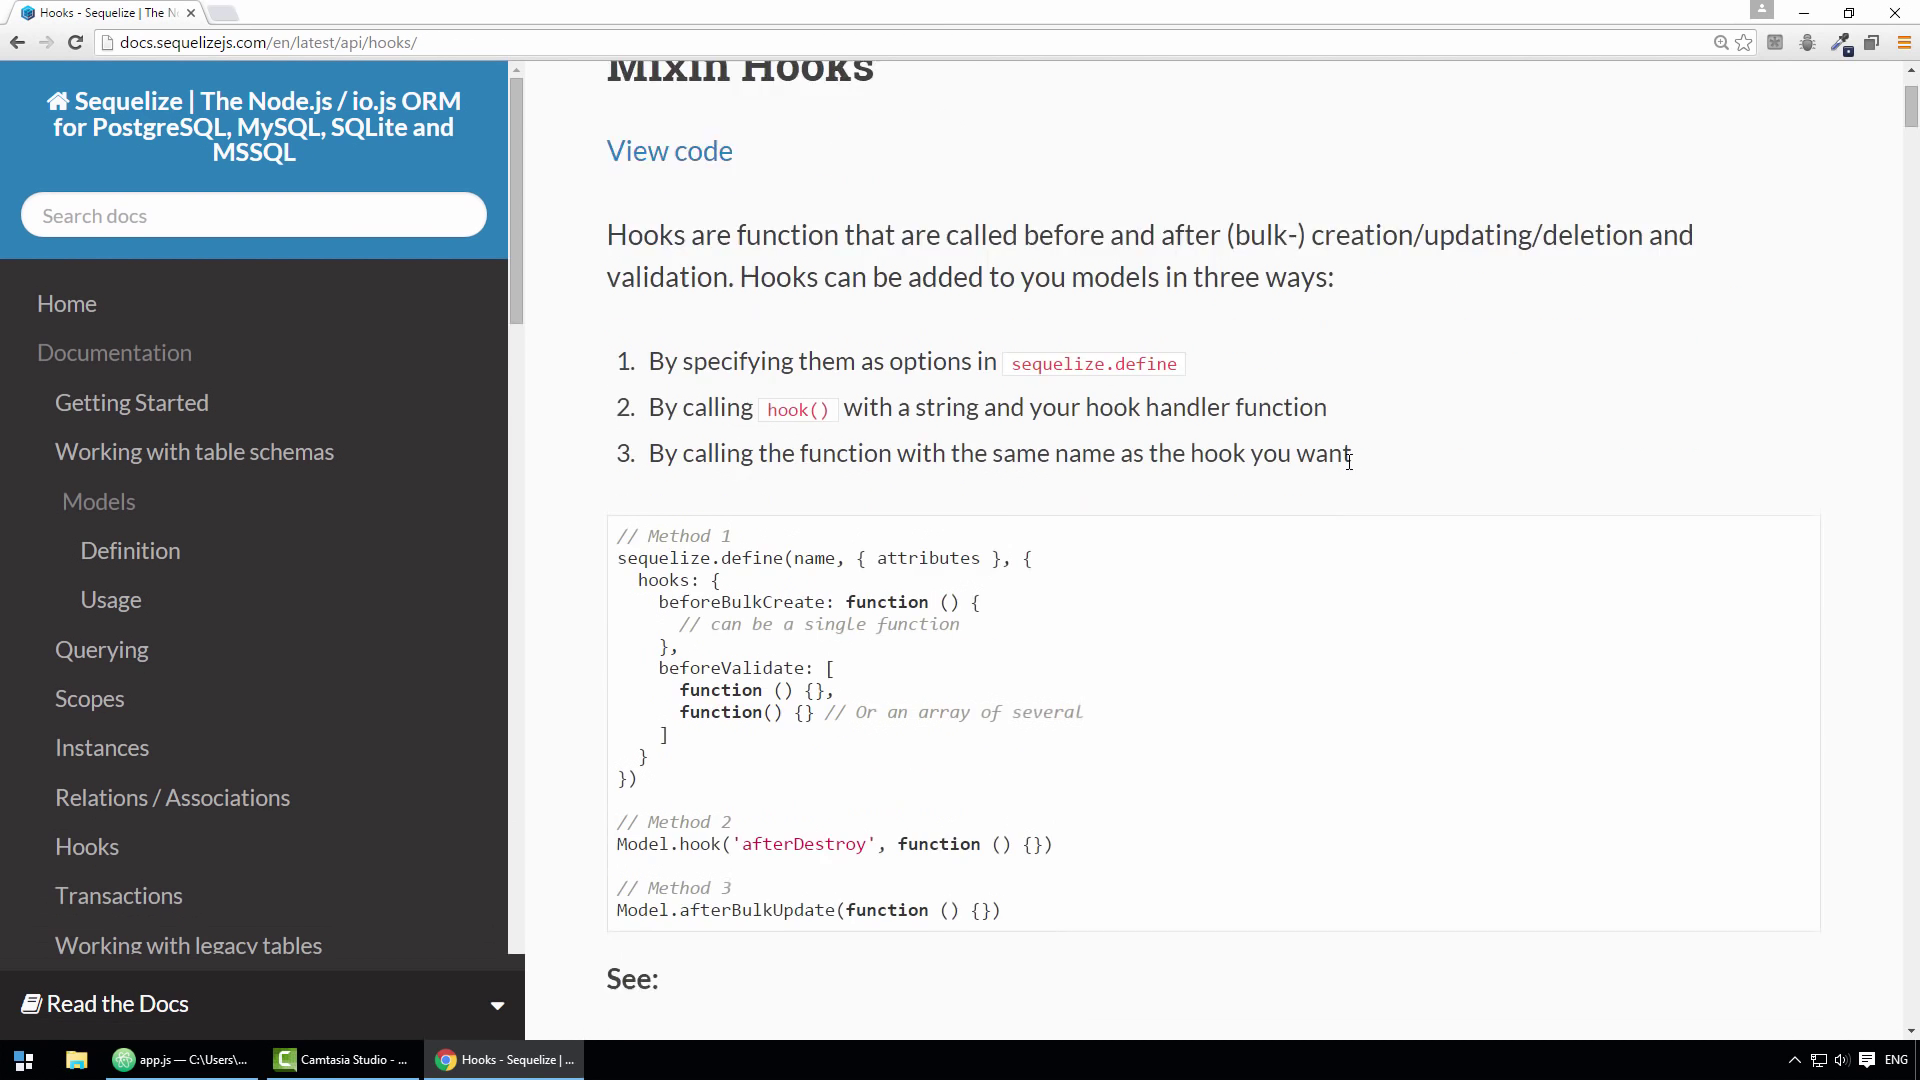 Hooks - Sequelize | The N
docs.sequelizejs.com/en/latest/api/hooks/
Sequelize | The Node.js / io.js ORM
for PostgreSQL, MySQL, SQLite and
MSSQL
Search docs
Home
Documentation
Getting Started
Working with table schemas
Models
Definition
Usage
Querying
Scopes
Instances
Relations / Associations
Hooks
Transactions
Working with legacy tables
Read the Docs
Mixin Hooks
View code
Hooks are function that are called before and after (bulk-) creation/updating/deletion and
validation. Hooks can be added to you models in three ways:
1. By specifying them as options in sequelize.define
2. By calling hook() with a string and your hook handler function
3. By calling the function with the same name as the hook you want
// Method 1
sequelize.define(name, { attributes }, {
hooks: {
beforeBulkCreate: function () {
// can be a single function
},
beforeValidate: [
function () {},
function() {} // Or an array of several
]
}
})
// Method 2
Model.hook('afterDestroy', function () {})
// Method 3
Model.afterBulkUpdate(function () {})
See:
app.js — C:\Users\...
Camtasia Studio - ...
Hooks - Sequelize | ...
ENG